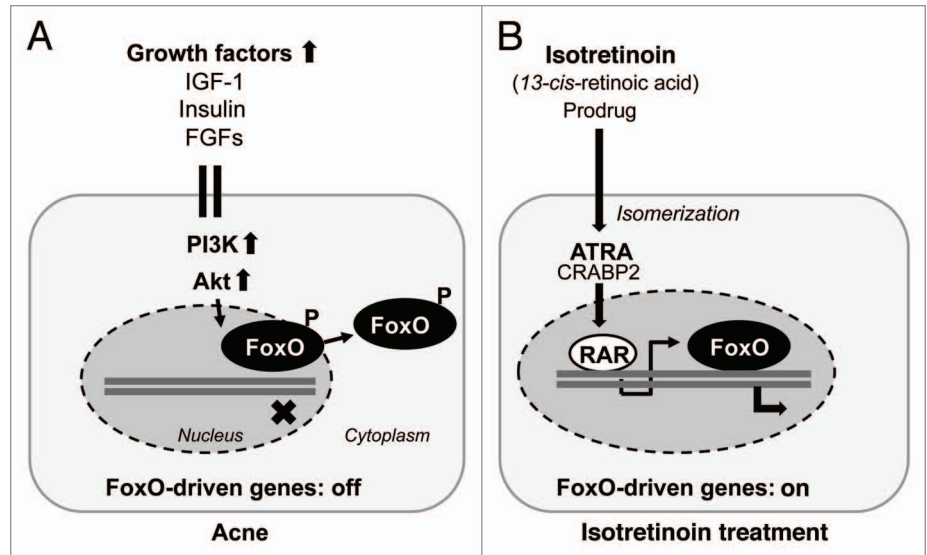 A
Growth factors ⬆
IGF-1
Insulin
FGFs
PI3K ⬆
Akt ⬆
P
FoxO
P
FoxO
Nucleus
Cytoplasm
FoxO-driven genes: off
Acne
B
Isotretinoin
(13-cis-retinoic acid)
Prodrug
Isomerization
ATRA
CRABP2
RAR
FoxO
FoxO-driven genes: on
Isotretinoin treatment